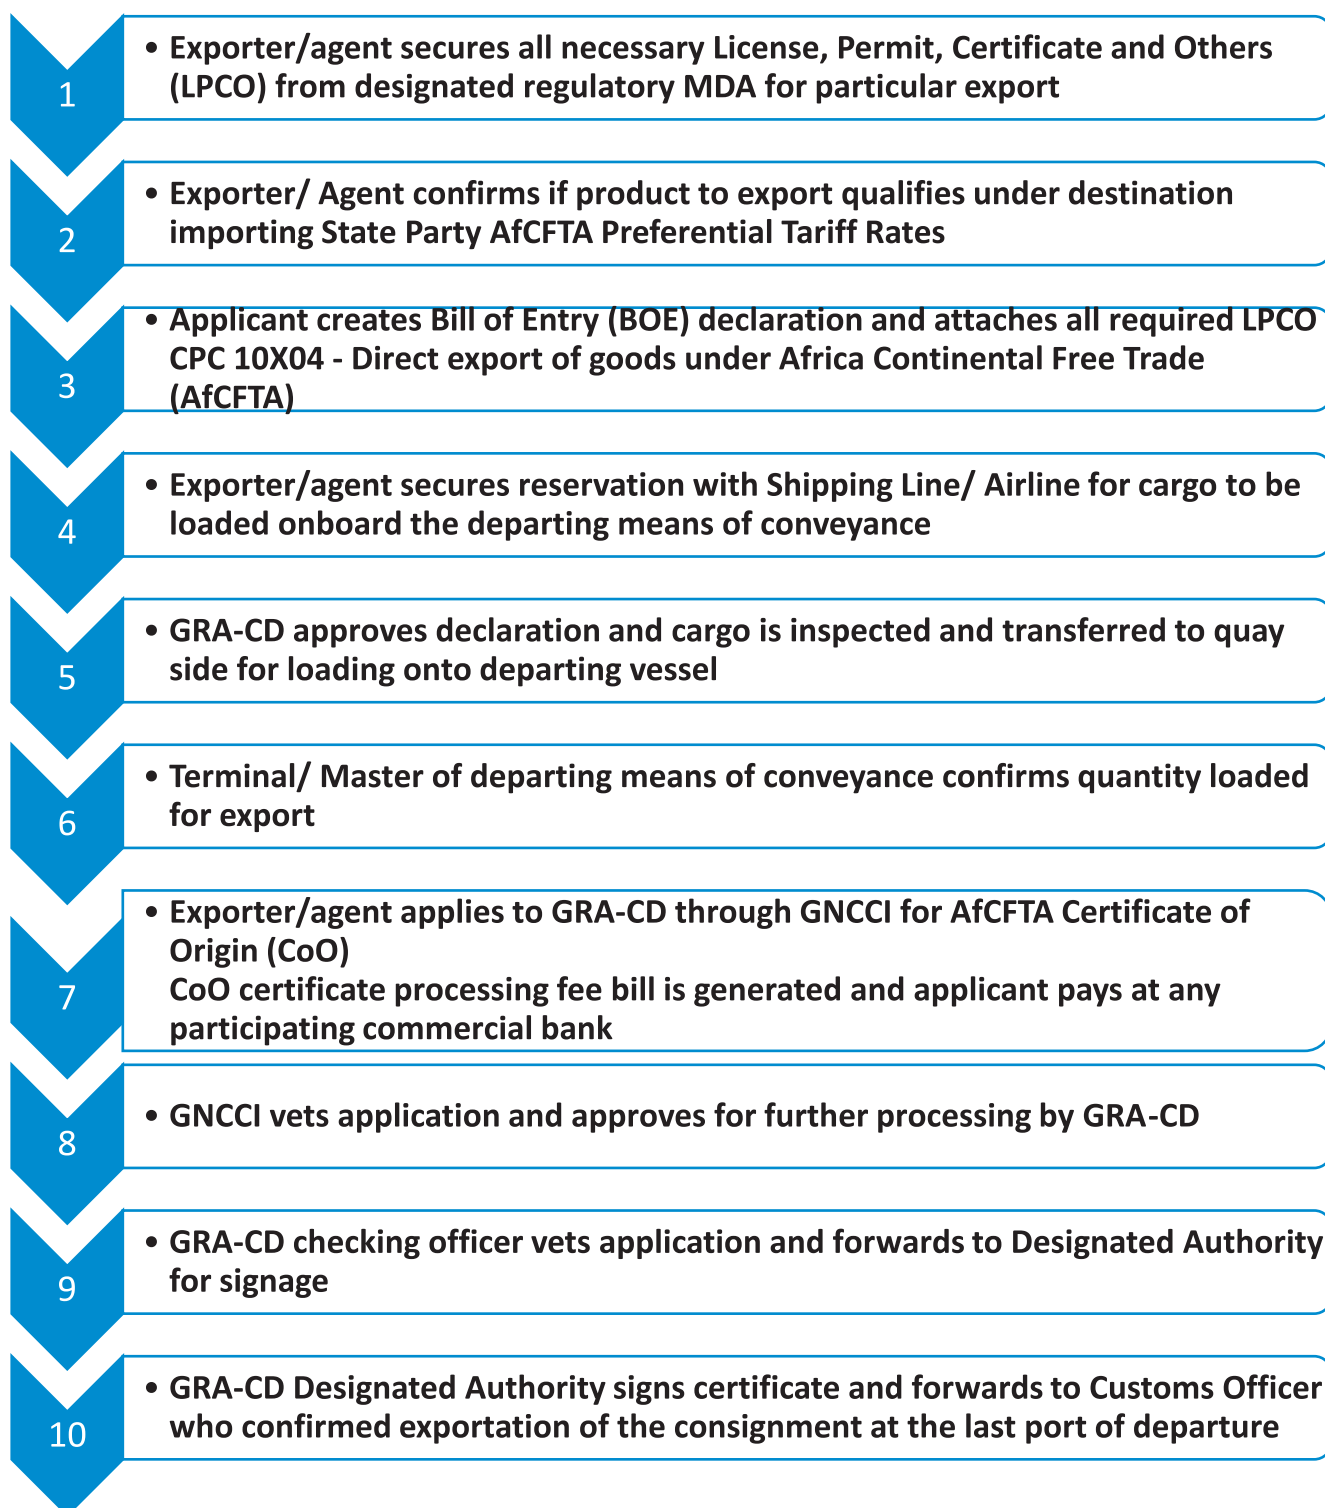 1
• Exporter/agent secures all necessary License, Permit, Certificate and Others
(LPCO) from designated regulatory MDA for particular export
2
• Exporter/ Agent confirms if product to export qualifies under destination
importing State Party AfCFTA Preferential Tariff Rates
3
• Applicant creates Bill of Entry (BOE) declaration and attaches all required LPCO
CPC 10X04 - Direct export of goods under Africa Continental Free Trade
(AfCFTA)
4
• Exporter/agent secures reservation with Shipping Line/ Airline for cargo to be
loaded onboard the departing means of conveyance
5
• GRA-CD approves declaration and cargo is inspected and transferred to quay
side for loading onto departing vessel
6
• Terminal/ Master of departing means of conveyance confirms quantity loaded
for export
7
• Exporter/agent applies to GRA-CD through GNCCI for AfCFTA Certificate of
Origin (CoO)
CoO certificate processing fee bill is generated and applicant pays at any
participating commercial bank
8
• GNCCI vets application and approves for further processing by GRA-CD
9
• GRA-CD checking officer vets application and forwards to Designated Authority
for signage
10
• GRA-CD Designated Authority signs certificate and forwards to Customs Officer
who confirmed exportation of the consignment at the last port of departure